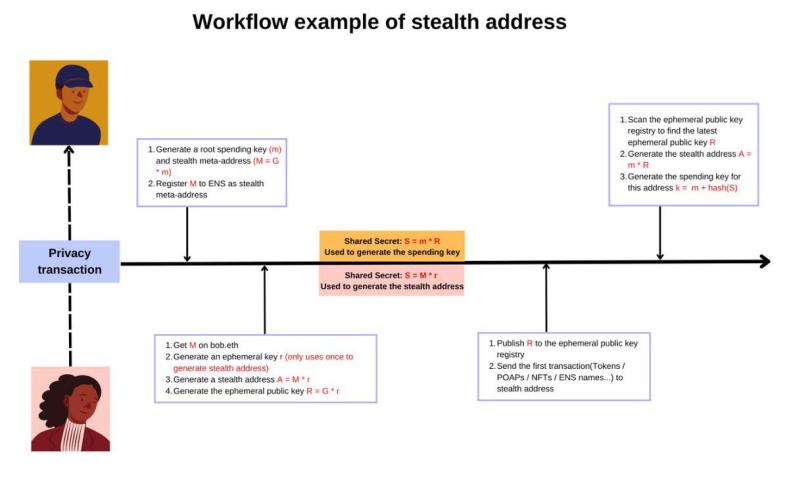 Workflow example of stealth address
1.Scan the ephemeral public key
registry to find the latest
ephemeral public key R
2.Generate the stealth address A =
m * R
3.Generate the spending key for
this address k = m + hash(S)
1.Generate a root spending key (m)
and stealth meta-address (M = G
* m)
2.Register M to ENS as stealth
meta-address
Shared Secret: S = m * R
Used to generate the spending key
Privacy
transaction
Shared Secret: S = M * r
Used to generate the stealth address
1.Get M on bob.eth
2.Generate an ephemeral key r (only uses once to
generate stealth address)
3.Generate a stealth address A = M * r
4.Generate the ephemeral public key R = G * r
1.Publish R to the ephemeral public key
registry
2.Send the first transaction(Tokens /
POAPs / NFTs / ENS names...) to
stealth address